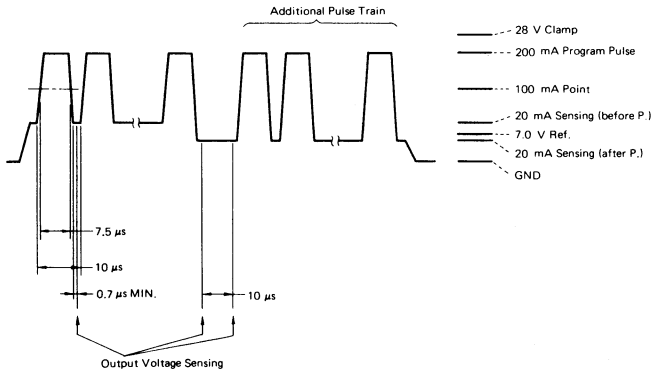 Additional Pulse Train
28 V Clamp
200 mA Program Pulse
100 mA Point
20 mA Sensing (before P.)
7.0 V Ref.
20 mA Sensing (after P.)
GND
7.5 μs
10 μs
0.7 μs MIN.
10 μs
Output Voltage Sensing